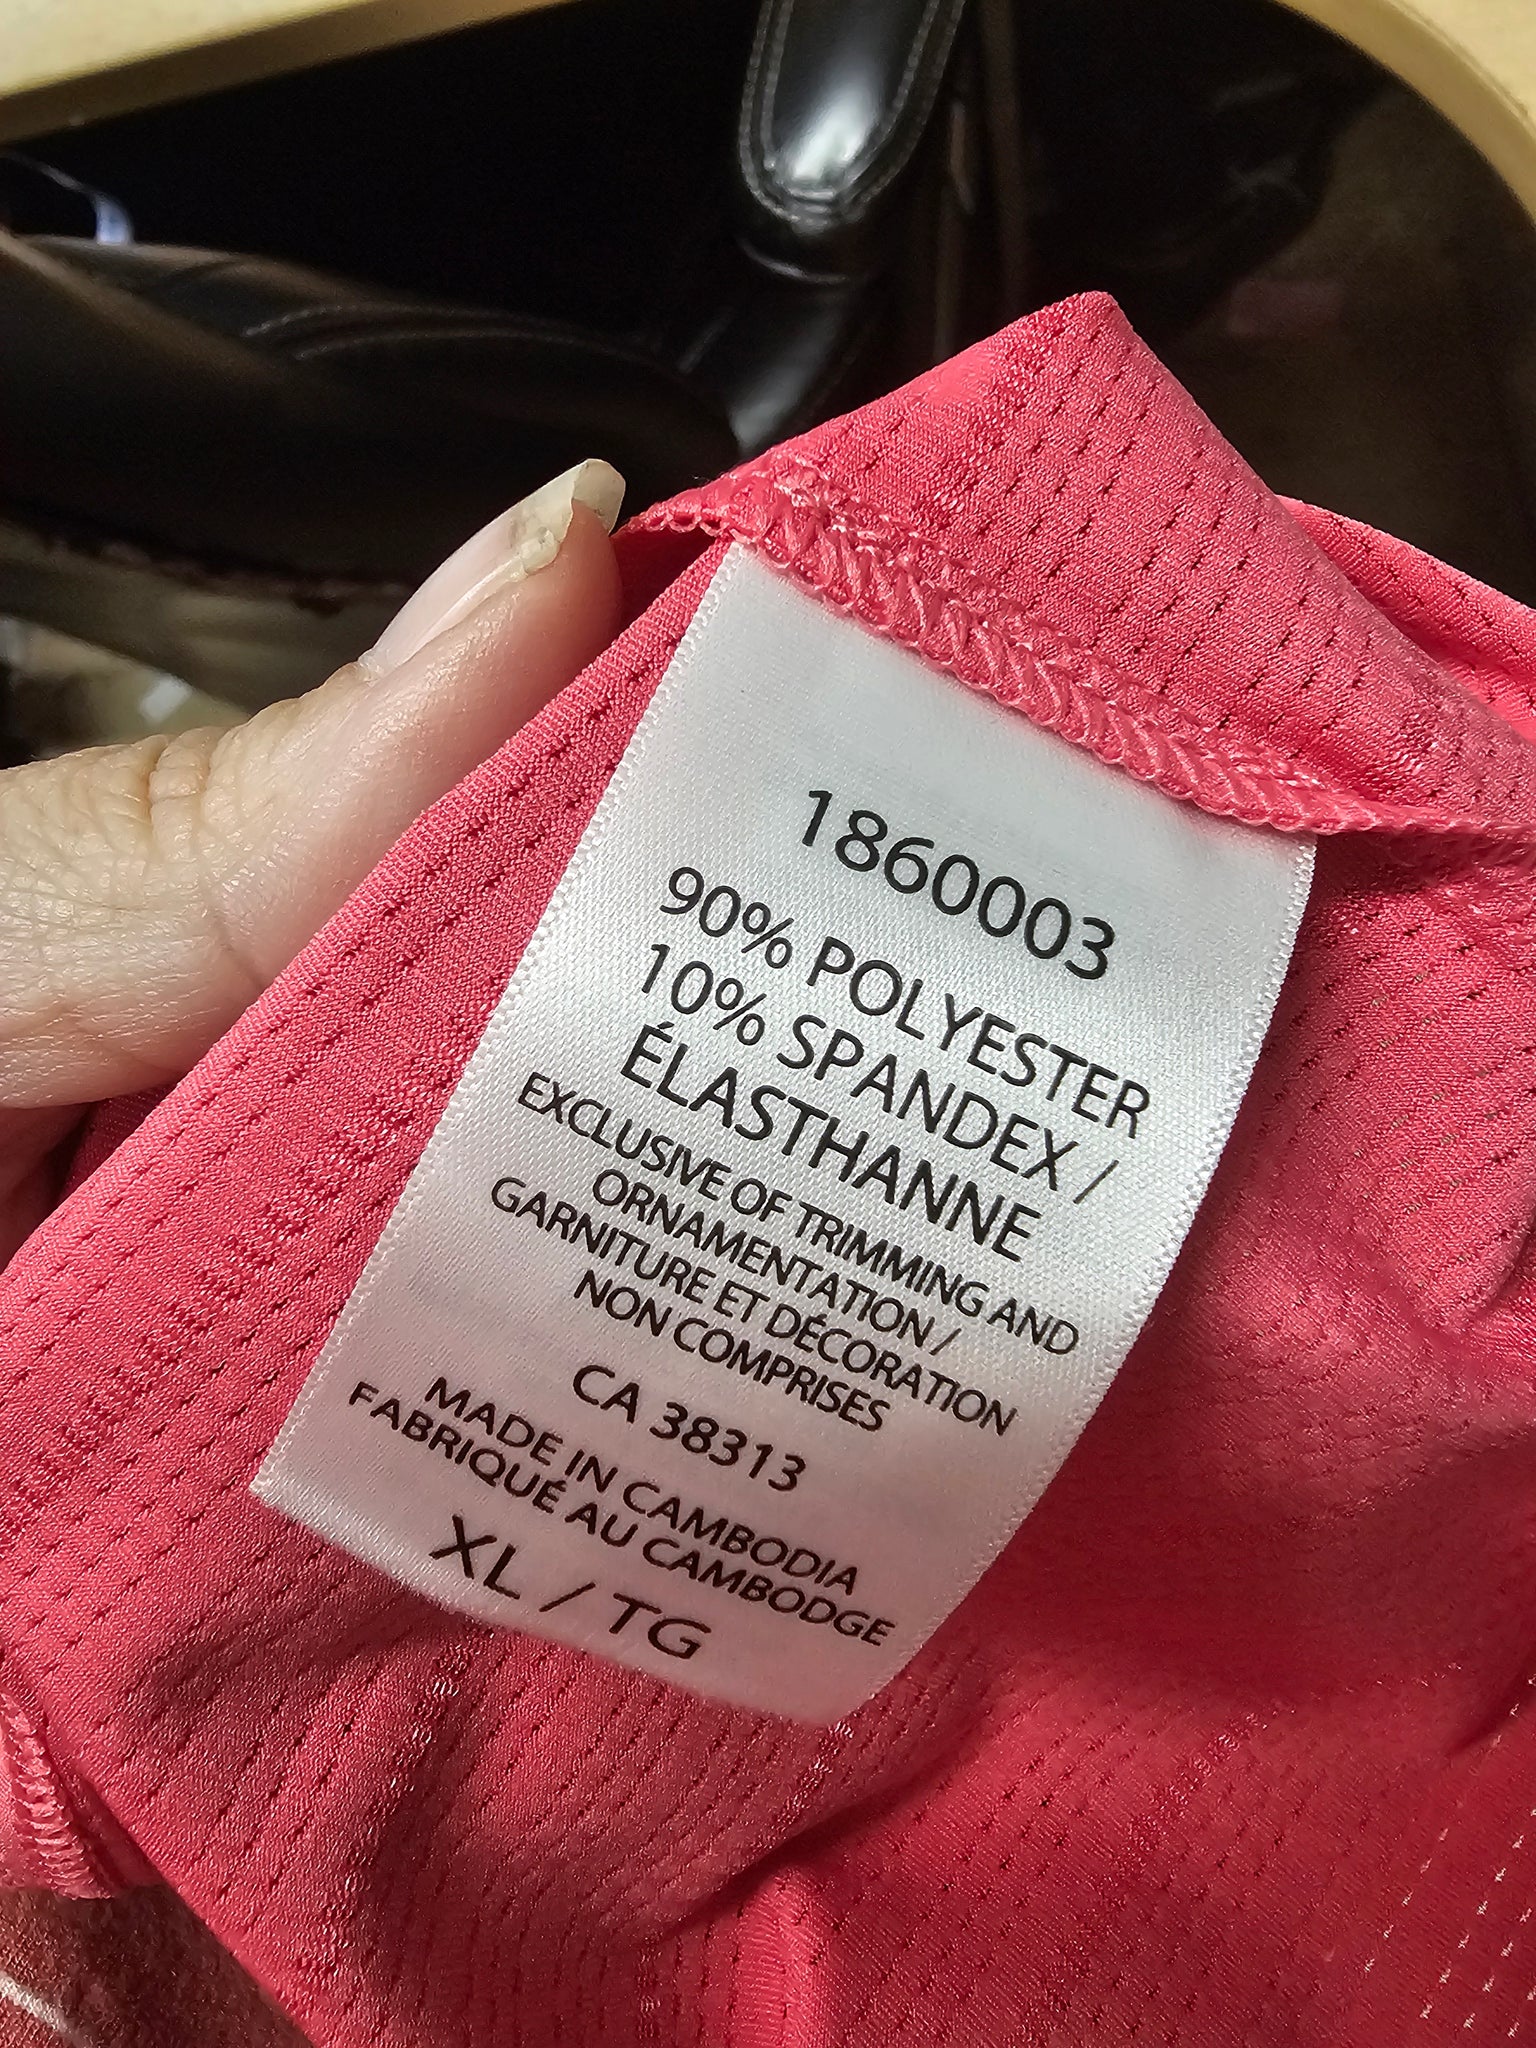 1860003
90% POLYESTER
10% SPANDEX /
ÉLASTHANNE
EXCLUSIVE OF TRIMMING AND
ORNAMENTATION /
GARNITURE ET DÉCORATION
NON COMPRISES
CA 38313
MADE IN CAMBODIA
FABRIQUÉ AU CAMBODGE
XL / TG